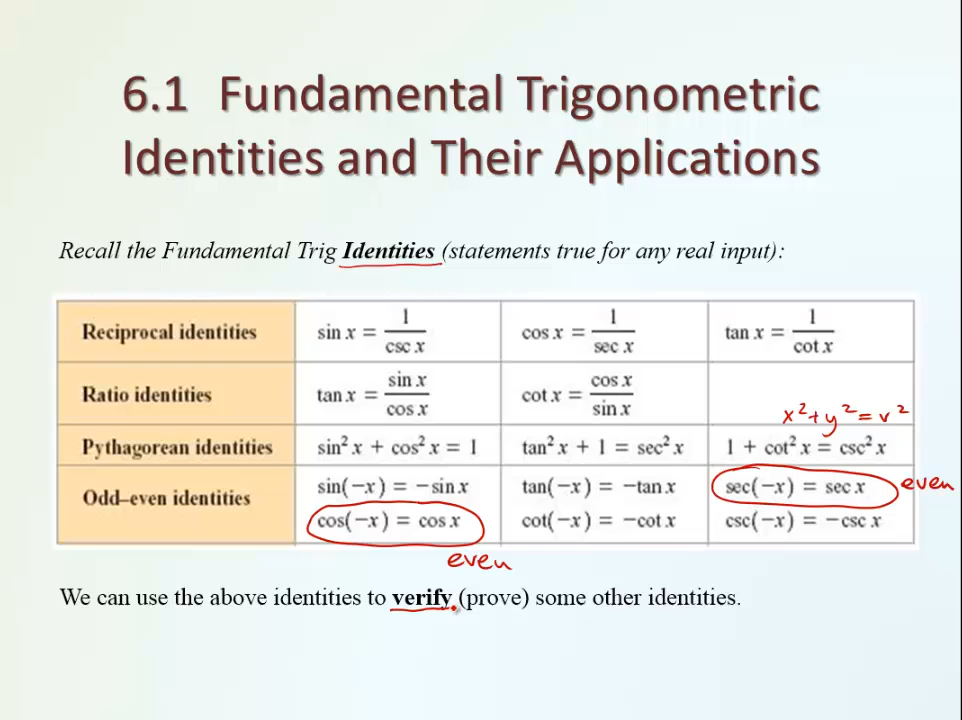 6.1 Fundamental Trigonometric
Identities and Their Applications
Recall the Fundamental Trig Identities (statements true for any real input):
Reciprocal identities sin x = 1/csc x cos x = 1/sec x tan x = 1/cot x
Ratio identities tan x = sin x/cos x cot x = cos x/sin x
x² + y² = r²
Pythagorean identities sin² x + cos² x = 1 tan² x + 1 = sec² x 1 + cot² x = csc² x
Odd–even identities sin(−x) = −sin x tan(−x) = −tan x sec(−x) = sec x even
cos(−x) = cos x cot(−x) = −cot x csc(−x) = −csc x
even
We can use the above identities to verify (prove) some other identities.